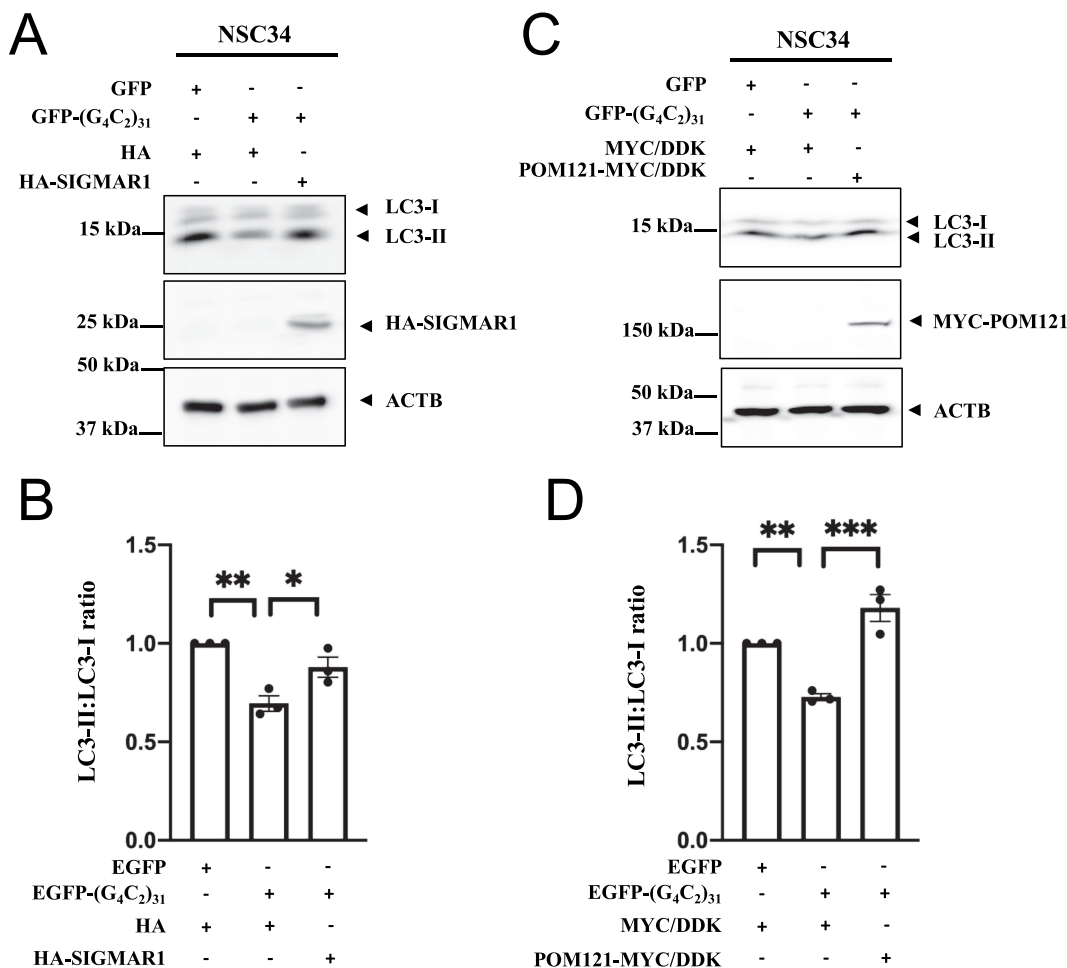 A
NSC34
GFP + - -
GFP-(G₄C₂)₃₁ - + +
HA + + -
HA-SIGMAR1 - - +
15 kDa
LC3-I
LC3-II
25 kDa
HA-SIGMAR1
50 kDa
37 kDa
ACTB
C
NSC34
GFP + - -
GFP-(G₄C₂)₃₁ - + +
MYC/DDK + + -
POM121-MYC/DDK - - +
15 kDa
LC3-I
LC3-II
150 kDa
MYC-POM121
50 kDa
37 kDa
ACTB
B
LC3-II:LC3-I ratio
1.5
1.0
0.5
0.0
** *
EGFP + - -
EGFP-(G₄C₂)₃₁ - + +
HA + + -
HA-SIGMAR1 - - +
D
LC3-II:LC3-I ratio
1.5
1.0
0.5
0.0
** ***
EGFP + - -
EGFP-(G₄C₂)₃₁ - + +
MYC/DDK + + -
POM121-MYC/DDK - - +